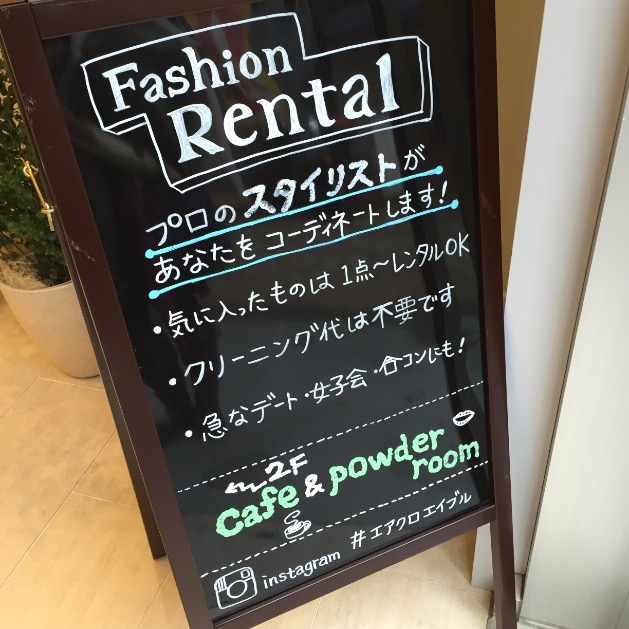 Fashion
Rental
プロのスタイリストが
あなたをコーディネートします!
・気に入ったものは1点〜レンタルOK
・クリーニング代は不要です
・急なデート・女子会・合コンにも!
2F
cafe & powder
room
instagram #エアクロエイブル